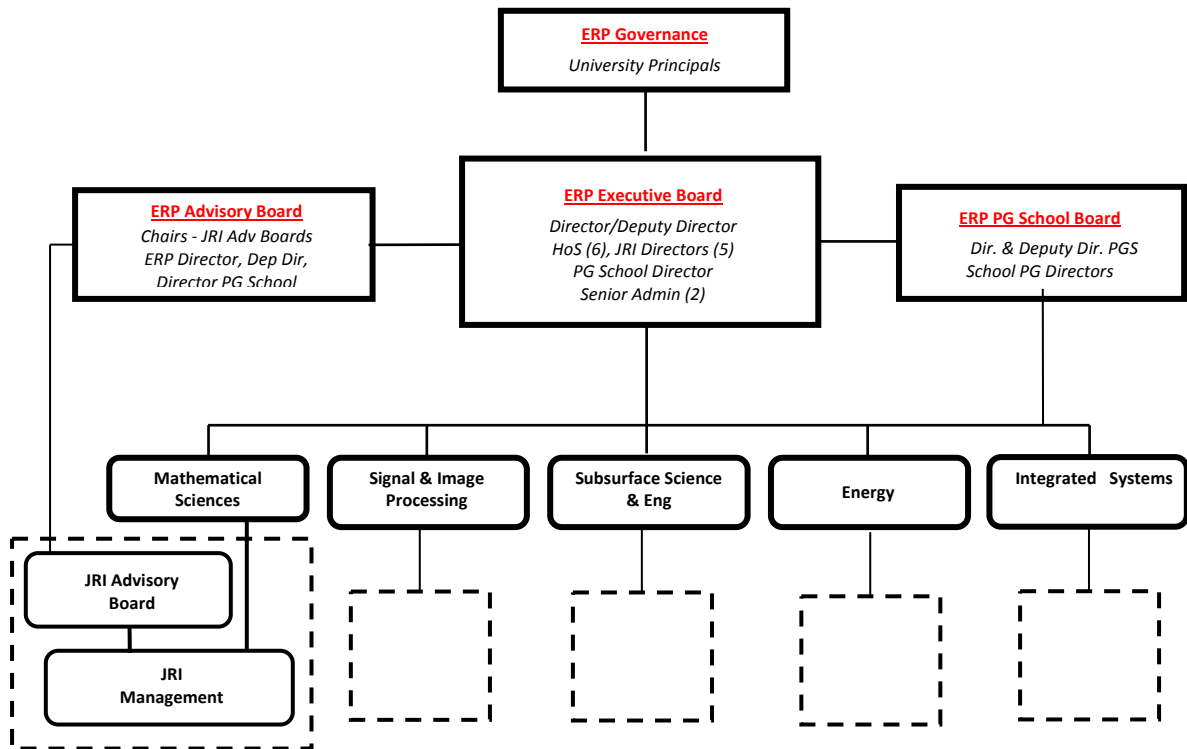 ERP Governance
University Principals
ERP Advisory Board
Chairs - JRI Adv Boards
ERP Director, Dep Dir,
Director PG School
ERP Executive Board
Director/Deputy Director
HoS (6), JRI Directors (5)
PG School Director
Senior Admin (2)
ERP PG School Board
Dir. & Deputy Dir. PGS
School PG Directors
Mathematical
Sciences
Signal & Image
Processing
Subsurface Science
& Eng
Energy
Integrated Systems
JRI Advisory
Board
JRI
Management